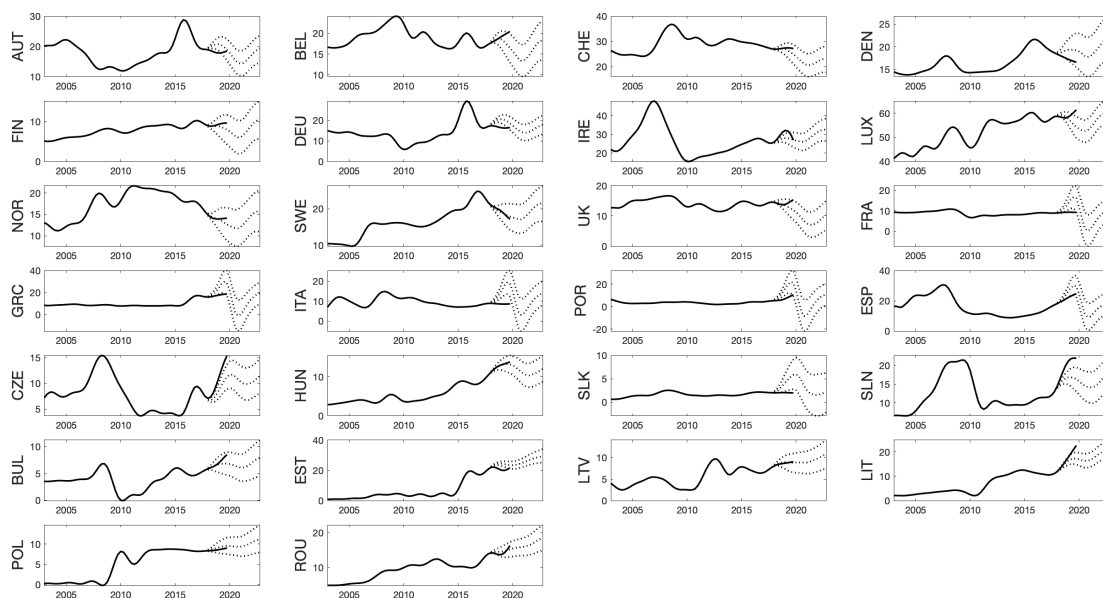 AUT 30 20 10 2005 2010 2015 2020
BEL 20 15 10 2005 2010 2015 2020
CHE 40 30 20 2005 2010 2015 2020
DEN 25 20 15 2005 2010 2015 2020
FIN 10 5 0 2005 2010 2015 2020
DEU 20 10 0 2005 2010 2015 2020
IRE 40 30 20 2005 2010 2015 2020
LUX 60 50 40 2005 2010 2015 2020
NOR 20 15 10 2005 2010 2015 2020
SWE 20 10 2005 2010 2015 2020
UK 15 10 0 2005 2010 2015 2020
FRA 20 10 0 2005 2010 2015 2020
GRC 40 20 0 2005 2010 2015 2020
ITA 20 10 0 2005 2010 2015 2020
POR 20 0 -20 2005 2010 2015 2020
ESP 40 20 0 2005 2010 2015 2020
CZE 15 10 5 2005 2010 2015 2020
HUN 10 0 2005 2010 2015 2020
SLK 10 5 0 2005 2010 2015 2020
SLN 20 15 10 2005 2010 2015 2020
BUL 10 5 0 2005 2010 2015 2020
EST 40 20 0 2005 2010 2015 2020
LTV 10 5 0 2005 2010 2015 2020
LIT 20 10 0 2005 2010 2015 2020
POL 10 5 0 2005 2010 2015 2020
ROU 20 10 2005 2010 2015 2020